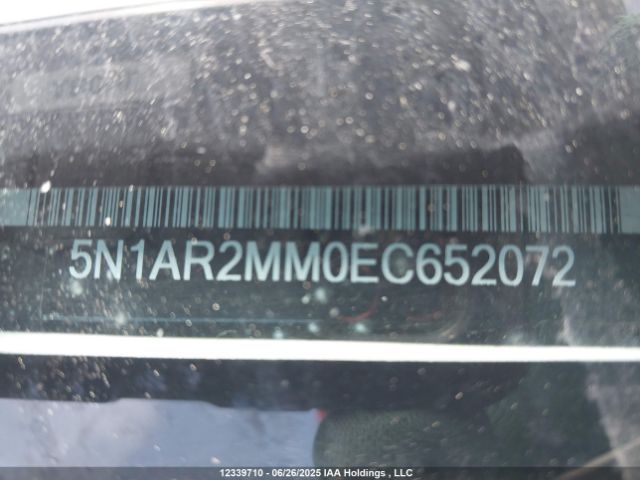 5N1AR2MM0EC652072
12339710 - 06/26/2025 IAA Holdings , LLC